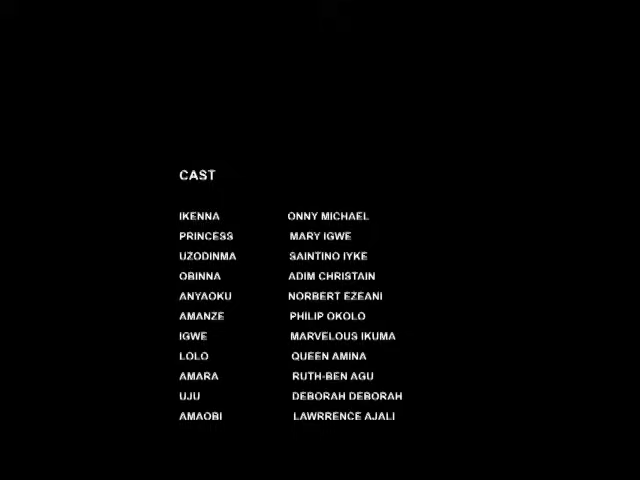 CAST
IKENNA ONNY MICHAEL
PRINCESS MARY IGWE
UZODINMA SAINTINO IYKE
OBINNA ADIM CHRISTAIN
ANYAOKU NORBERT EZEANI
AMANZE PHILIP OKOLO
IGWE MARVELOUS IKUMA
LOLO QUEEN AMINA
AMARA RUTH-BEN AGU
UJU DEBORAH DEBORAH
AMAOBI LAWRRENCE AJALI